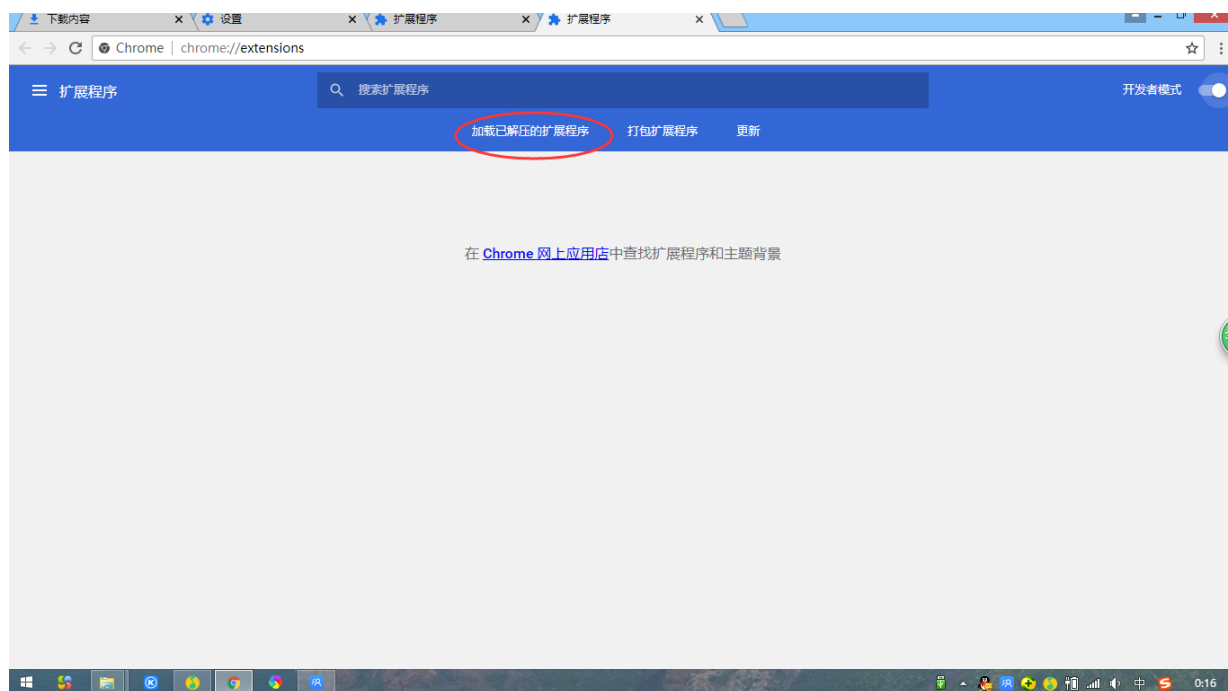 下载内容 设置 扩展程序 扩展程序
Chrome | chrome://extensions
扩展程序 搜索扩展程序 开发者模式
加载已解压的扩展程序 打包扩展程序 更新
在 Chrome 网上应用店中查找扩展程序和主题背景
中 0:16